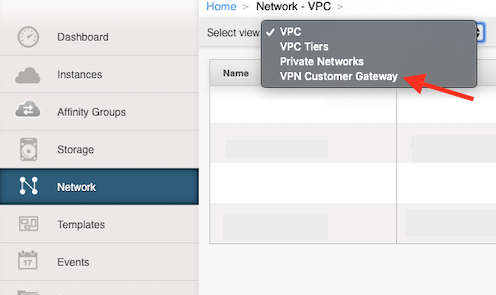 Home > Network - VPC >
Select view
✓ VPC
VPC Tiers
Private Networks
VPN Customer Gateway
Name
Dashboard
Instances
Affinity Groups
Storage
Network
Templates
17
Events